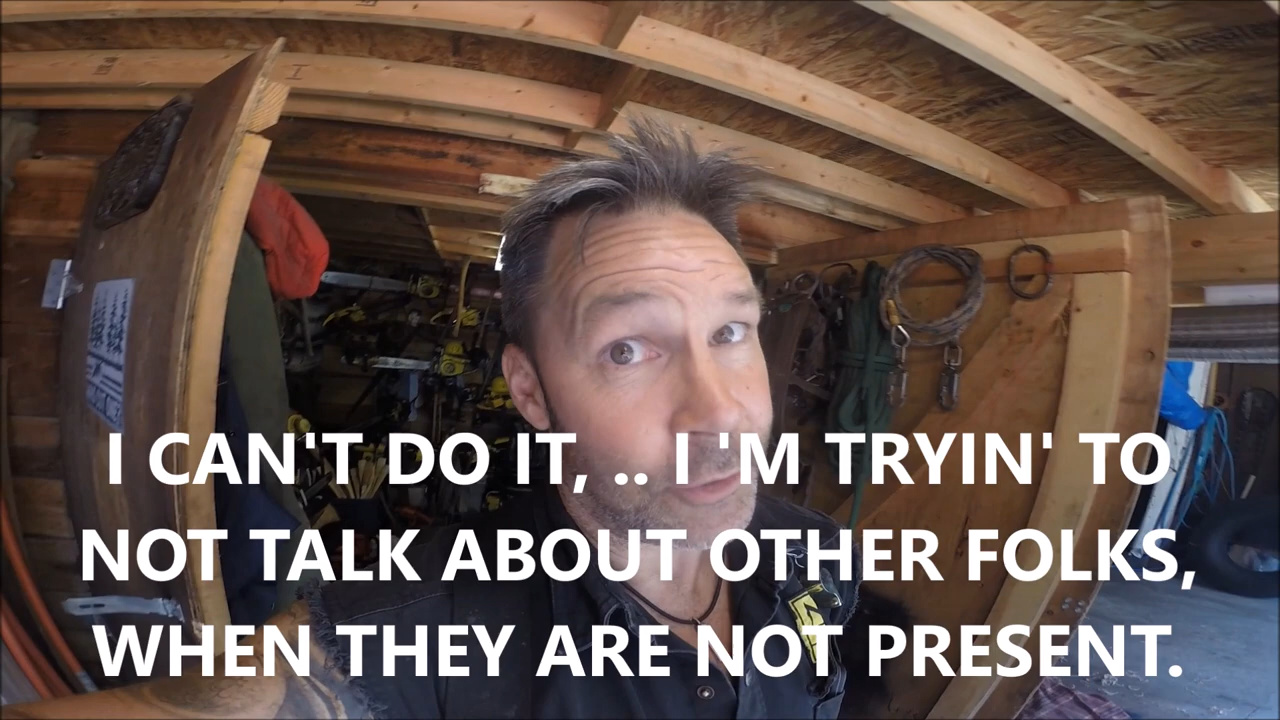 I CAN'T DO IT, .. I 'M TRYIN' TO
NOT TALK ABOUT OTHER FOLKS,
WHEN THEY ARE NOT PRESENT.